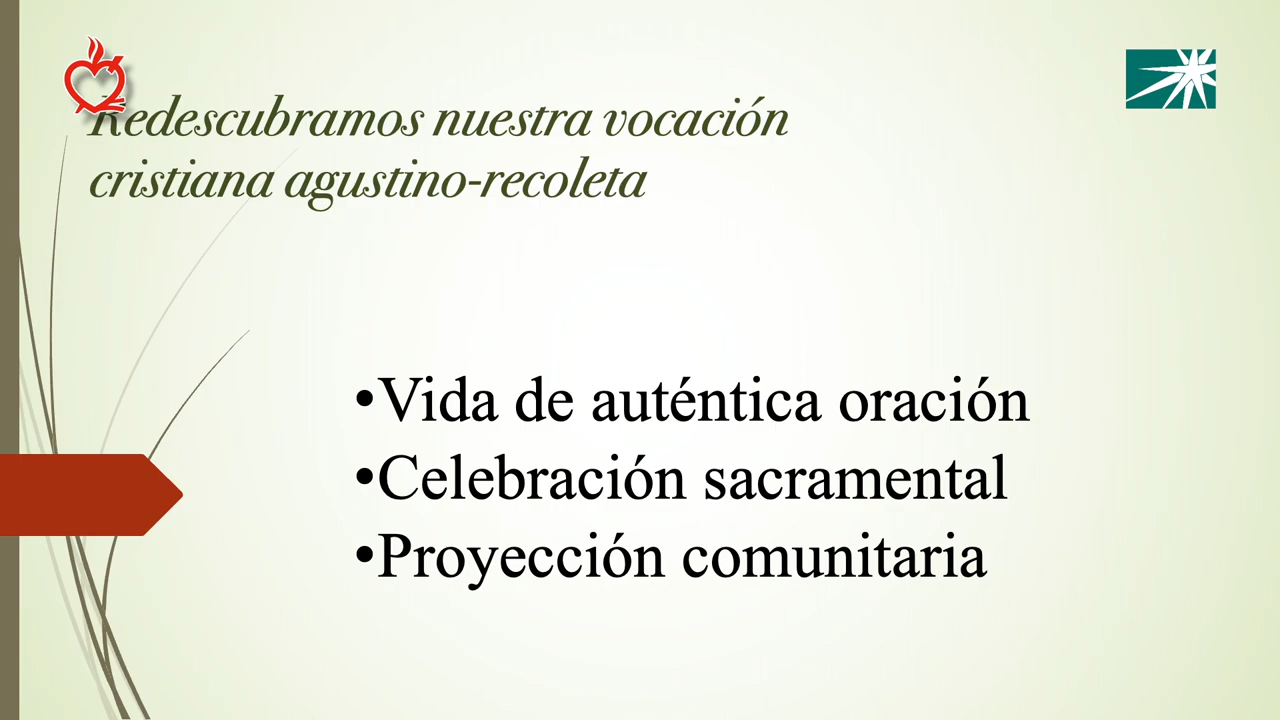 Redescubramos nuestra vocación
cristiana agustino-recoleta
•Vida de auténtica oración
•Celebración sacramental
•Proyección comunitaria